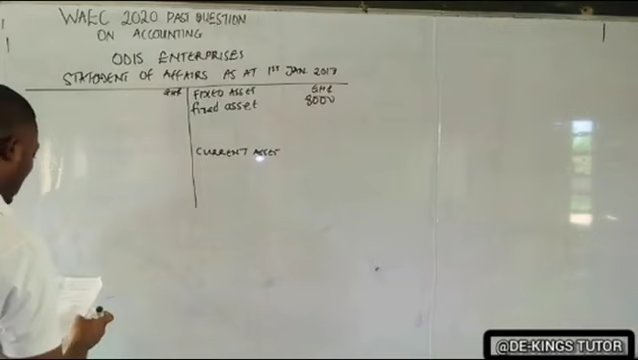 WAEC 2020 PAST QUESTION
ON ACCOUNTING
ODIS ENTERPRISES
STATEMENT OF AFFAIRS AS AT 1ST JAN 2017
GH¢ FIXED ASSET GH¢
fixed asset 8000
CURRENT ASSET
@DE-KINGS TUTOR